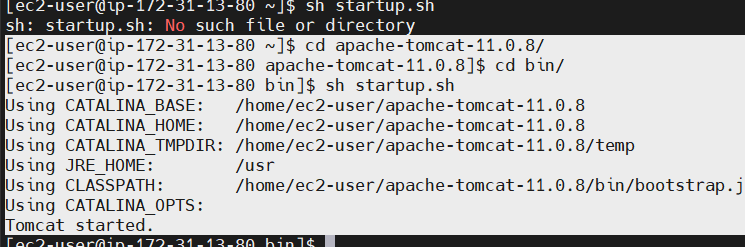 [ec2-user@ip-172-31-13-80 ~]$ sh startup.sh
sh: startup.sh: No such file or directory
[ec2-user@ip-172-31-13-80 ~]$ cd apache-tomcat-11.0.8/
[ec2-user@ip-172-31-13-80 apache-tomcat-11.0.8]$ cd bin/
[ec2-user@ip-172-31-13-80 bin]$ sh startup.sh
Using CATALINA_BASE:   /home/ec2-user/apache-tomcat-11.0.8
Using CATALINA_HOME:   /home/ec2-user/apache-tomcat-11.0.8
Using CATALINA_TMPDIR: /home/ec2-user/apache-tomcat-11.0.8/temp
Using JRE_HOME:        /usr
Using CLASSPATH:       /home/ec2-user/apache-tomcat-11.0.8/bin/bootstrap.j
Using CATALINA_OPTS:
Tomcat started.
[ec2-user@ip-172-31-13-80 bin]$